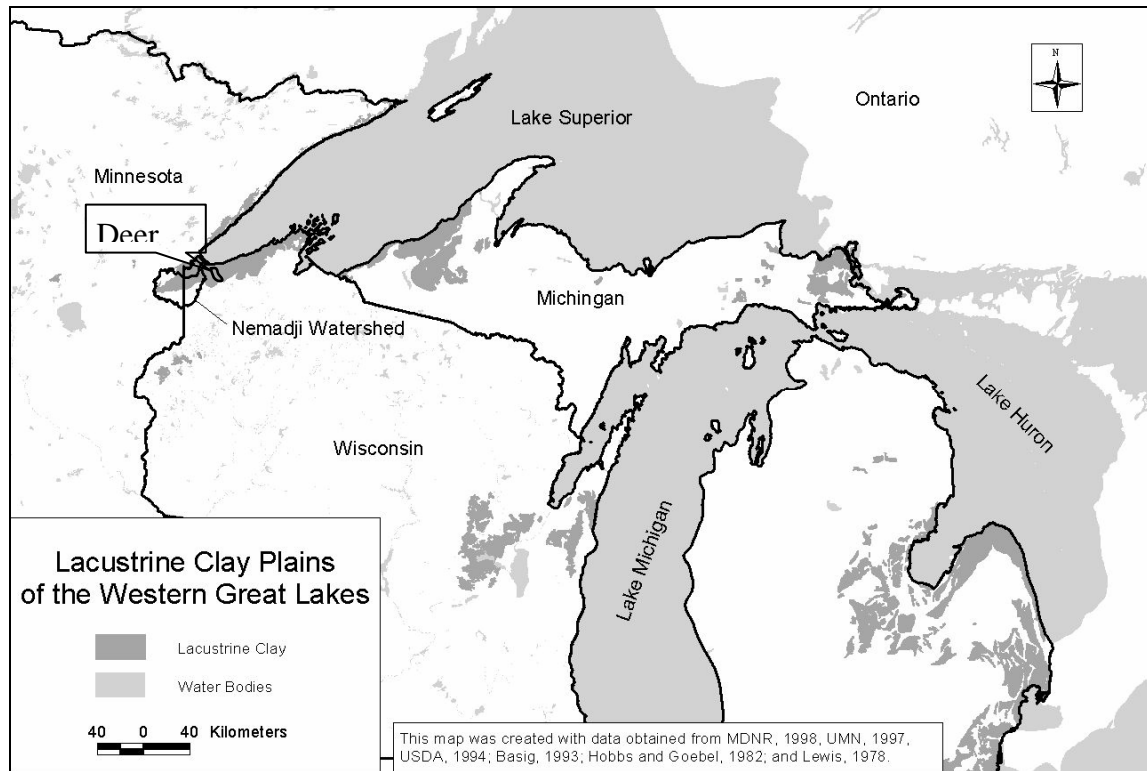 N
Ontario
Lake Superior
Minnesota
Deer
Michingan
Nemadji Watershed
Lake Huron
Wisconsin
Lake Michigan
Lacustrine Clay Plains
of the Western Great Lakes
Lacustrine Clay
Water Bodies
40 0 40 Kilometers
This map was created with data obtained from MDNR, 1998, UMN, 1997,
USDA, 1994; Basig, 1993; Hobbs and Goebel, 1982; and Lewis, 1978.